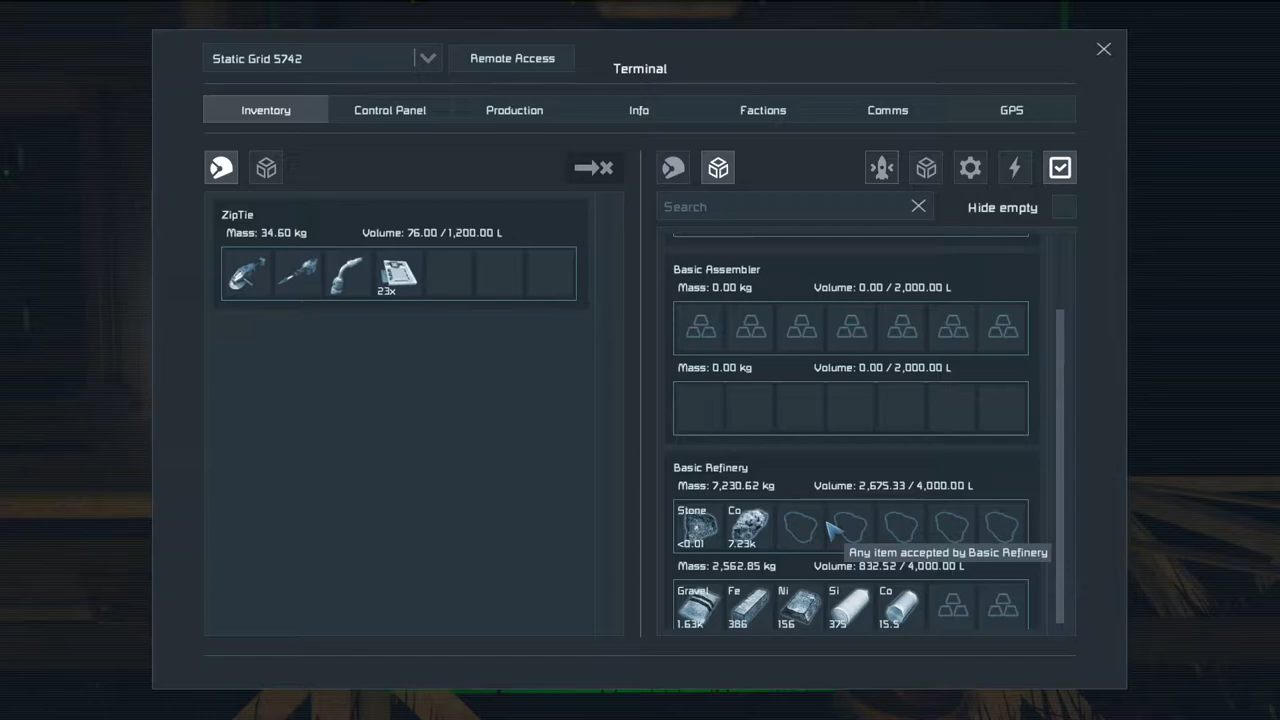 Static Grid 5742
Remote Access
Terminal
Inventory
Control Panel
Production
Info
Factions
Comms
GPS
ZipTie
Mass: 34.60 kg
Volume: 76.00 / 1,200.00 L
23x
Search
Hide empty
Basic Assembler
Mass: 0.00 kg
Volume: 0.00 / 2,000.00 L
Mass: 0.00 kg
Volume: 0.00 / 2,000.00 L
Basic Refinery
Mass: 7,230.62 kg
Volume: 2,675.33 / 4,000.00 L
Stone
Co
<0.01
7.23k
Any item accepted by Basic Refinery
Mass: 2,562.85 kg
Volume: 832.52 / 4,000.00 L
Gravel
Fe
Ni
Si
Co
1.63k
386
156
375
15.5